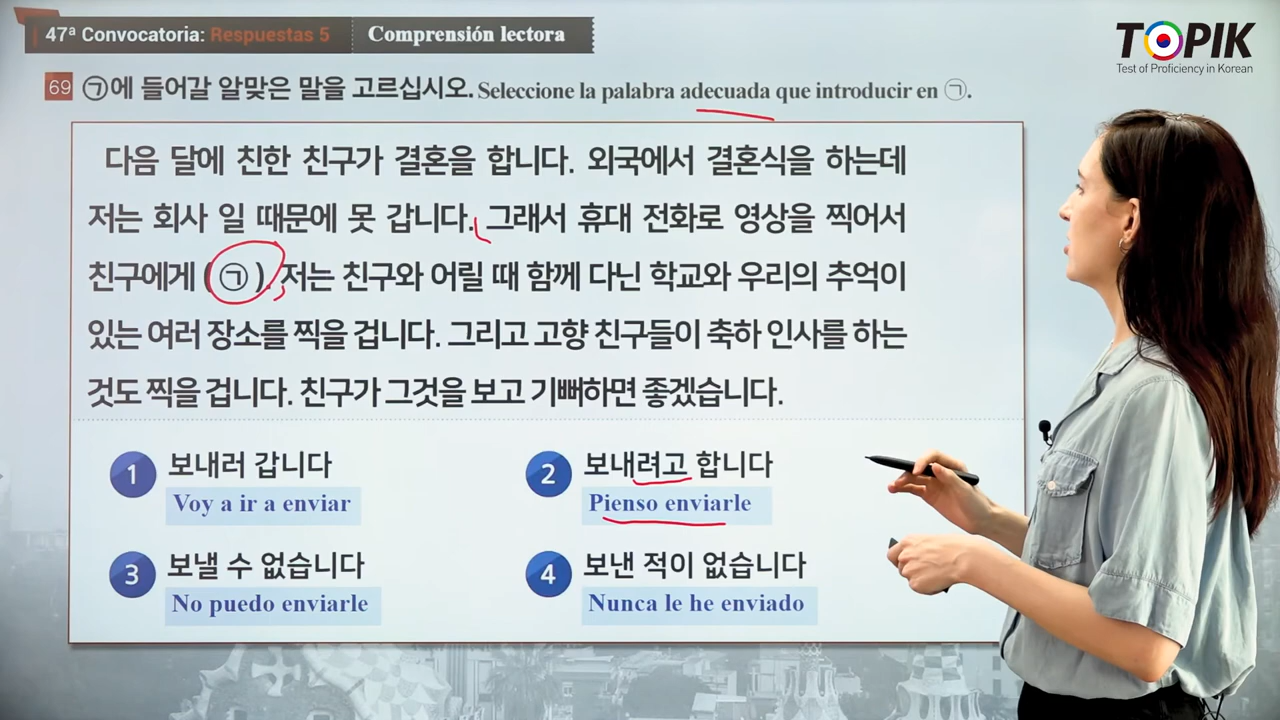 47ª Convocatoria: Respuestas 5 Comprensión lectora
TOPIK
Test of Proficiency in Korean
69 ㉠에 들어갈 알맞은 말을 고르십시오. Seleccione la palabra adecuada que introducir en ㉠.
다음 달에 친한 친구가 결혼을 합니다. 외국에서 결혼식을 하는데
저는 회사 일 때문에 못 갑니다. 그래서 휴대 전화로 영상을 찍어서
친구에게 ( ㉠ ). 저는 친구와 어릴 때 함께 다닌 학교와 우리의 추억이
있는 여러 장소를 찍을 겁니다. 그리고 고향 친구들이 축하 인사를 하는
것도 찍을 겁니다. 친구가 그것을 보고 기뻐하면 좋겠습니다.
1 보내러 갑니다
Voy a ir a enviar
2 보내려고 합니다
Pienso enviarle
3 보낼 수 없습니다
No puedo enviarle
4 보낸 적이 없습니다
Nunca le he enviado